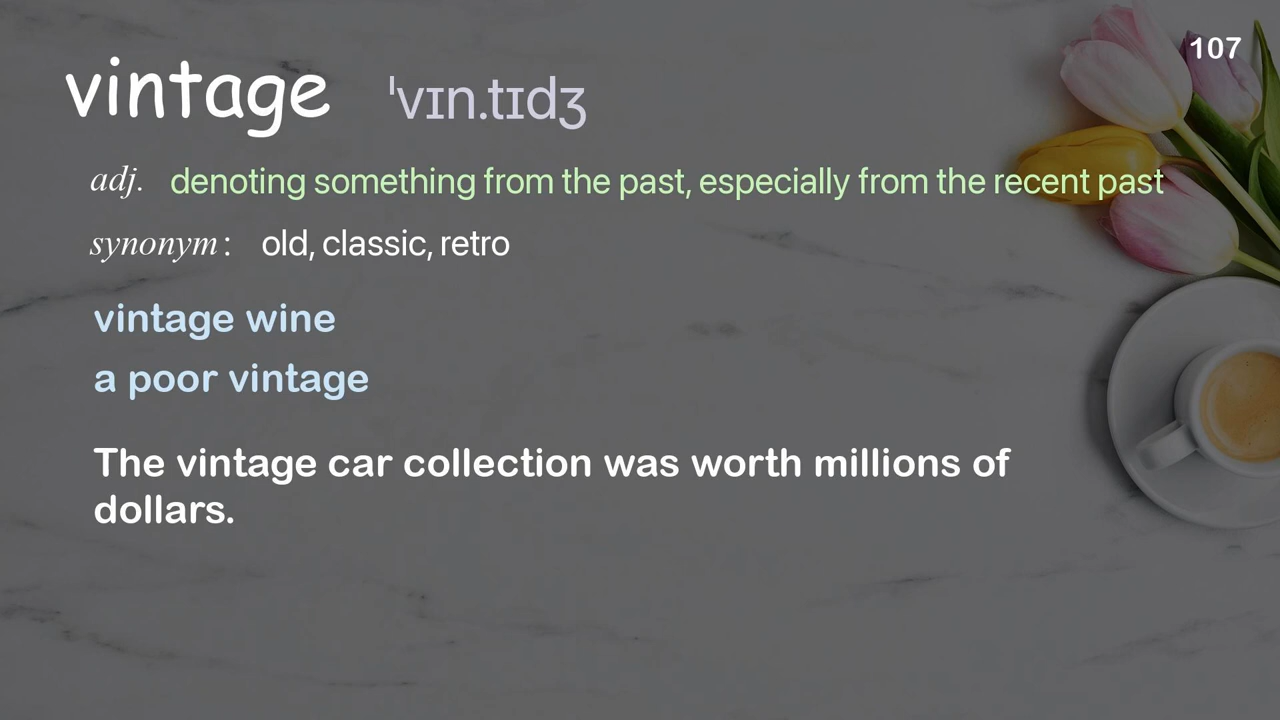 107
vintage ˈvɪn.tɪdʒ
adj. denoting something from the past, especially from the recent past
synonym: old, classic, retro
vintage wine
a poor vintage
The vintage car collection was worth millions of
dollars.